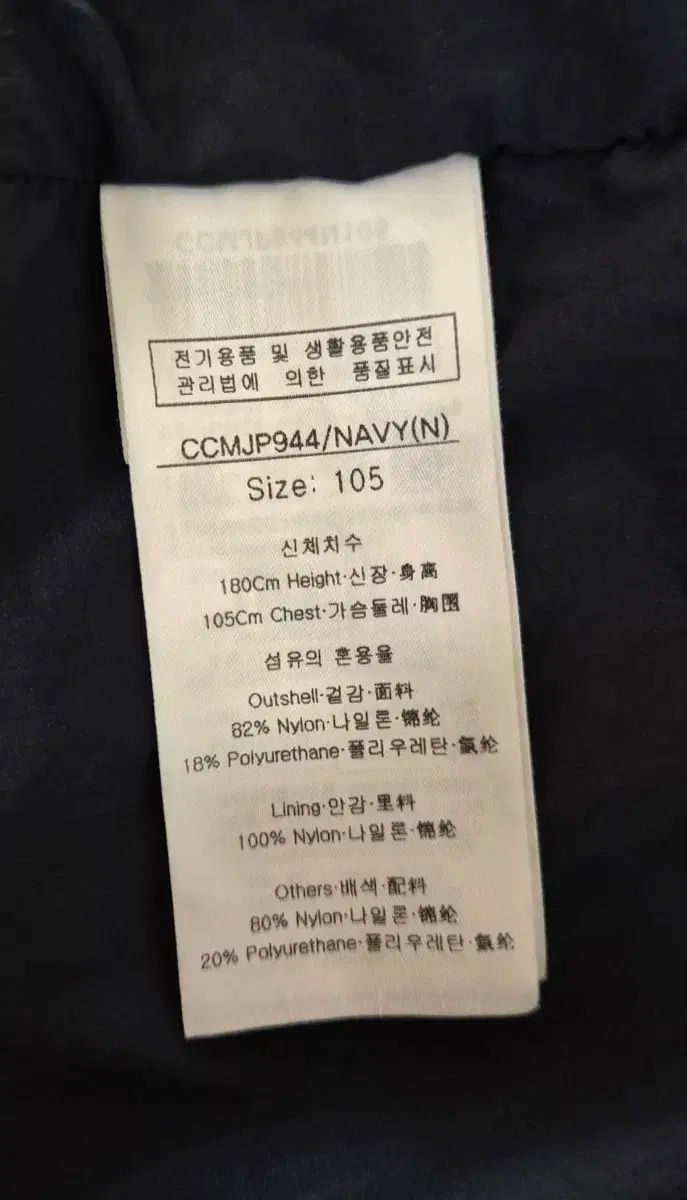 전기용품 및 생활용품안전
관리법에 의한 품질표시
CCMJP944/NAVY(N)
Size: 105
신체치수
180Cm Height·신장·身高
105Cm Chest·가슴둘레·胸围
섬유의 혼용율
Outshell·겉감·面料
82% Nylon·나일론·锦纶
18% Polyurethane·폴리우레탄·氨纶
Lining·안감·里料
100% Nylon·나일론·锦纶
Others·배색·配料
80% Nylon·나일론·锦纶
20% Polyurethane·폴리우레탄·氨纶